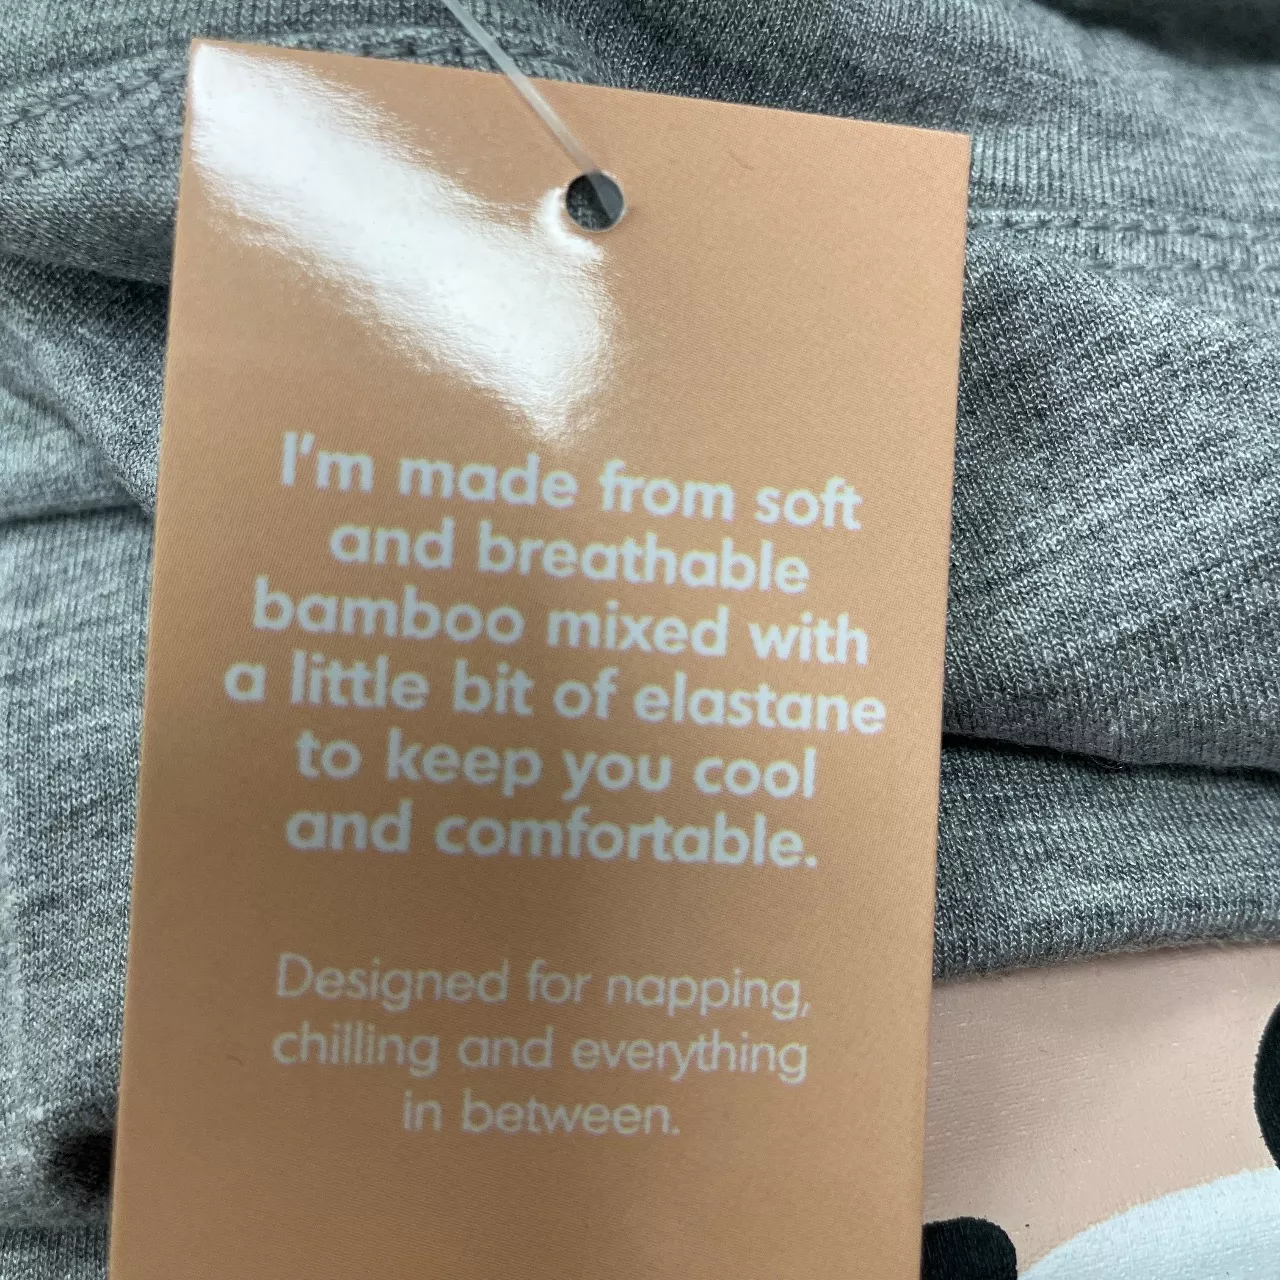 I'm made from soft
and breathable
bamboo mixed with
a little bit of elastane
to keep you cool
and comfortable.
Designed for napping,
chilling and everything
in between.